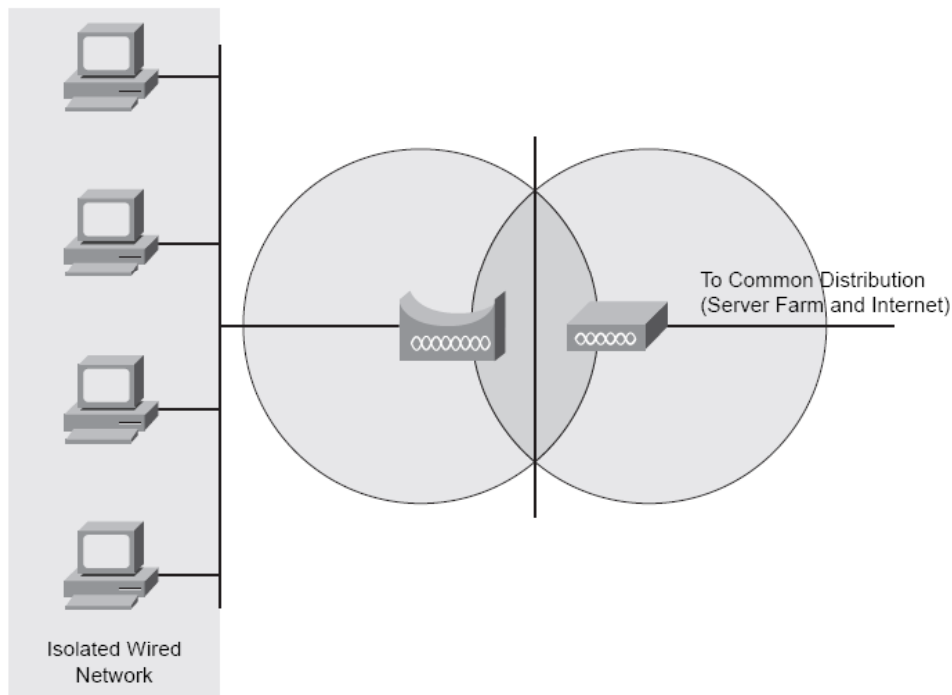 To Common Distribution
(Server Farm and Internet)
Isolated Wired
Network